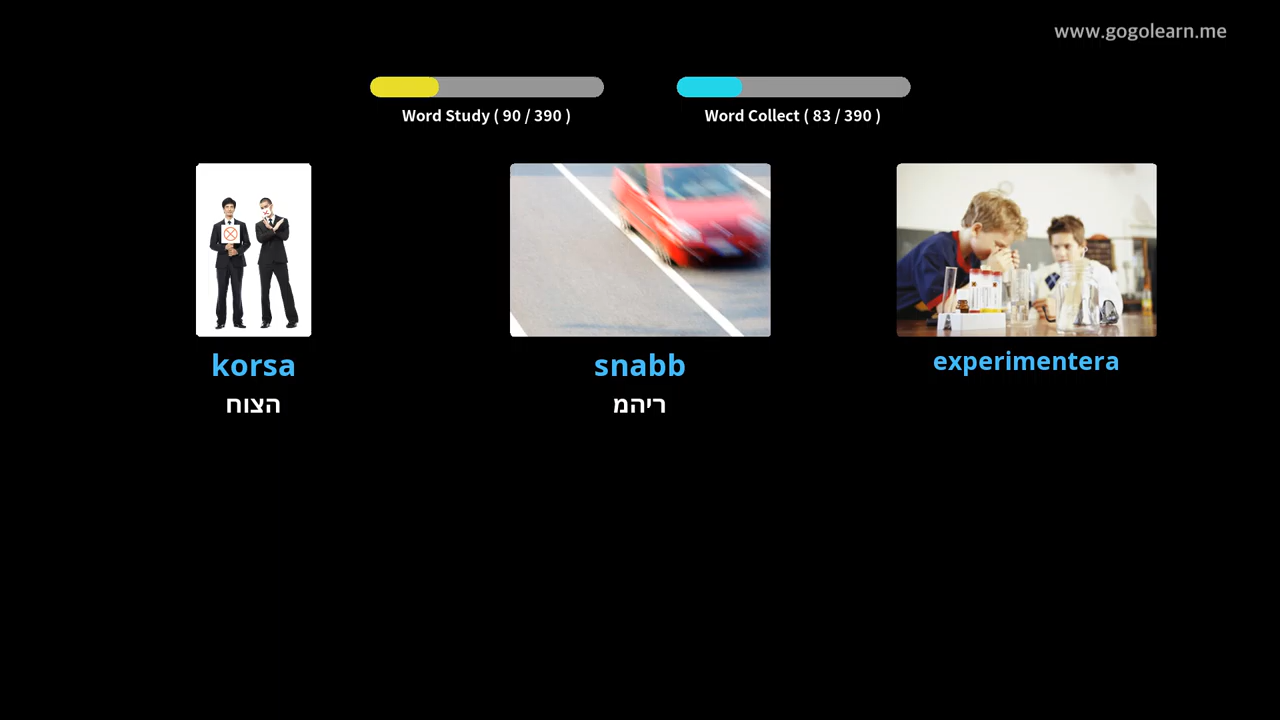 www.gogolearn.me
Word Study ( 90 / 390 )
Word Collect ( 83 / 390 )
korsa
הצוח
snabb
ריהמ
experimentera